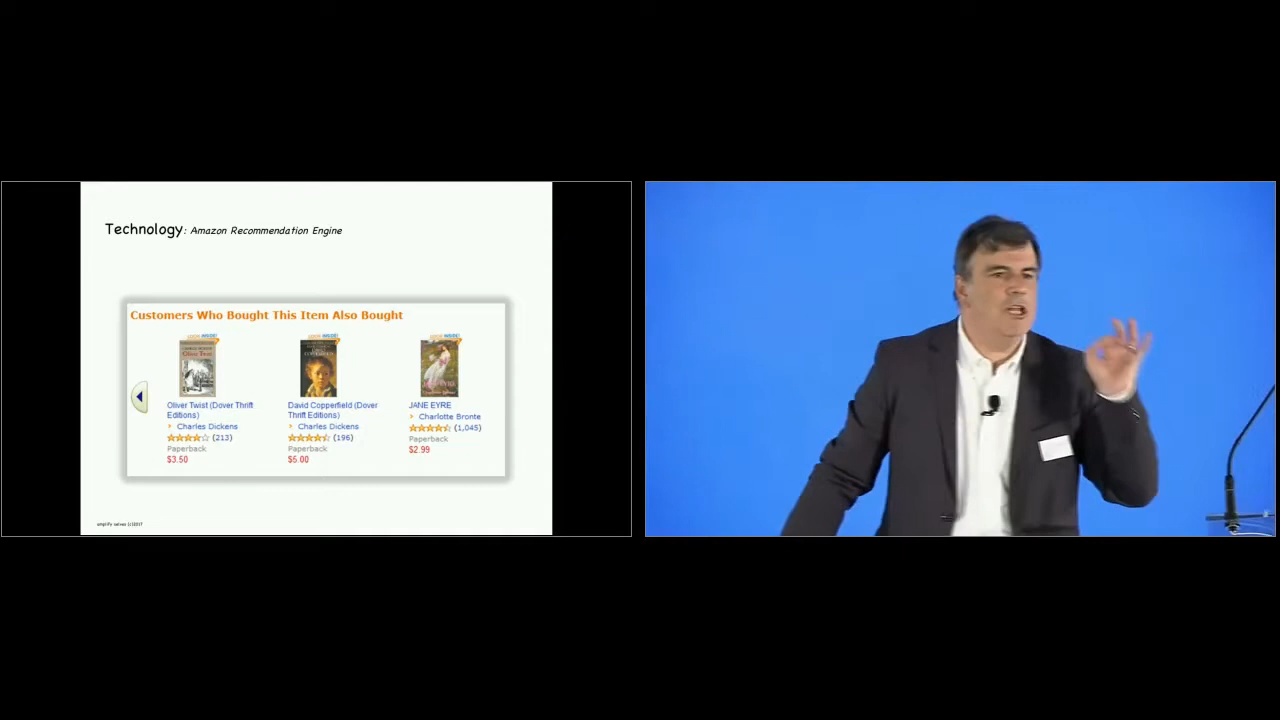 Technology: Amazon Recommendation Engine
Customers Who Bought This Item Also Bought
Oliver Twist (Dover Thrift
Editions)
Charles Dickens
(213)
Paperback
$3.50
David Copperfield (Dover
Thrift Editions)
Charles Dickens
(196)
Paperback
$5.00
JANE EYRE
Charlotte Bronte
(1,045)
Paperback
$2.99